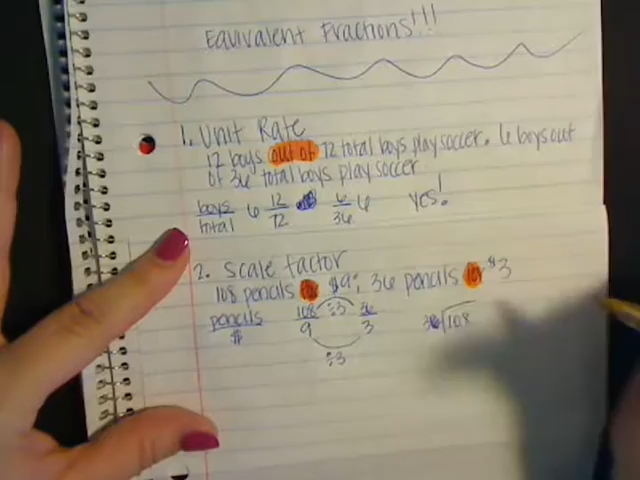 Equivalent Fractions!!!
1. Unit Rate
12 boys out of 72 total boys play soccer. 6 boys out
of 36 total boys play soccer
boys/total 6 12/72 6/36 6 yes!
2. Scale Factor
108 pencils for $9; 36 pencils for $3
pencils/$ 108/9 ÷3 36/3
108
÷3